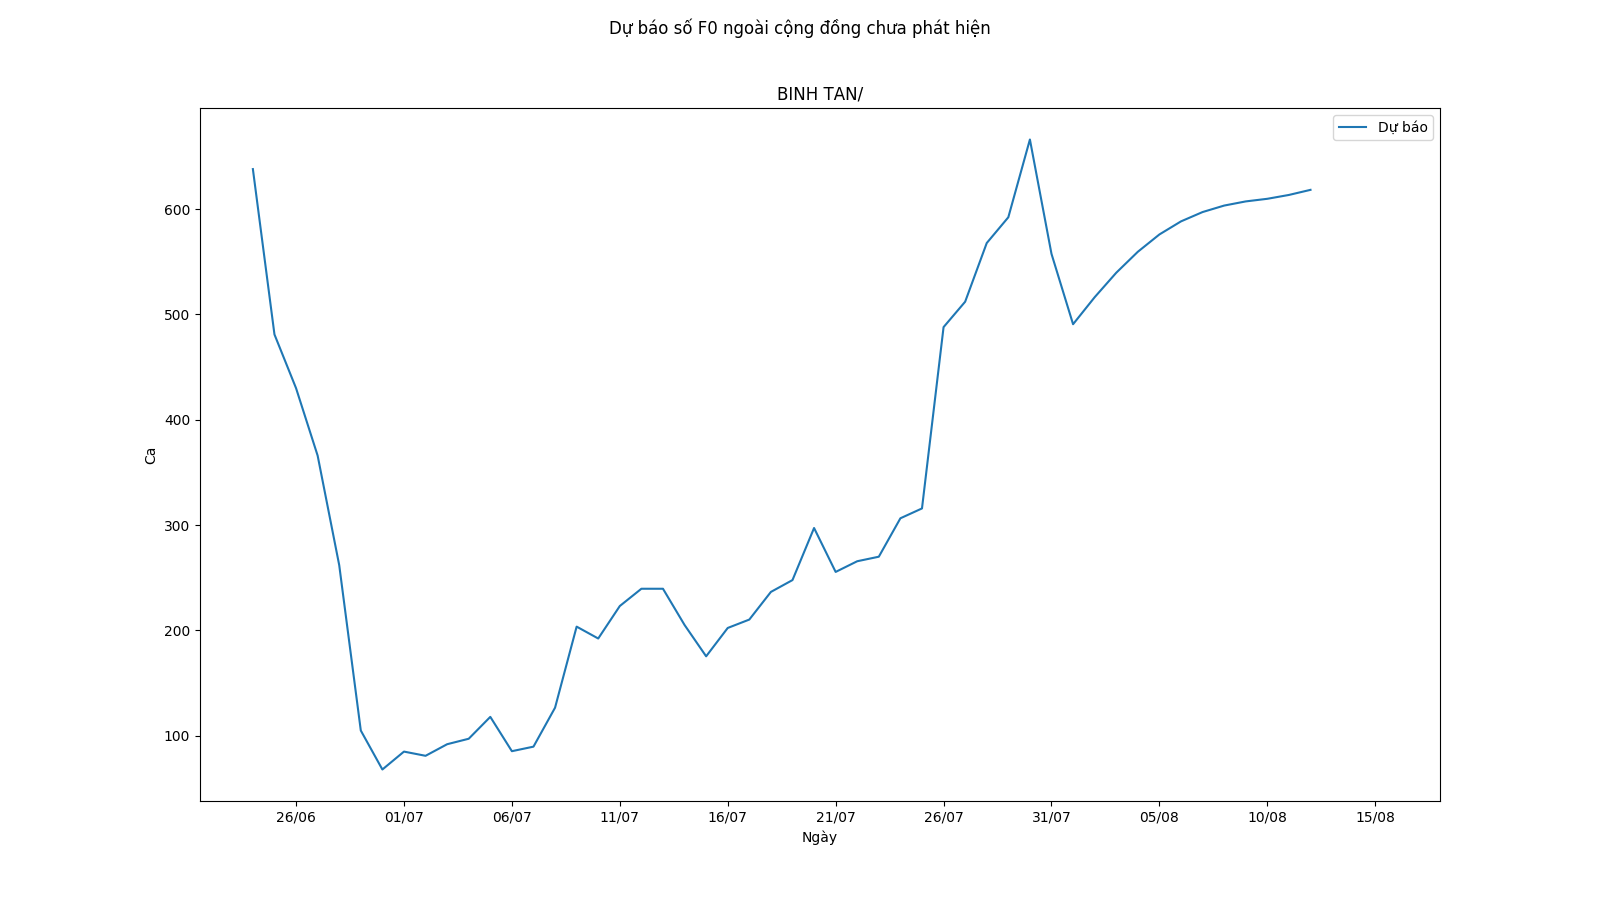 Dự báo số F0 ngoài cộng đồng chưa phát hiện
BINH TAN/
Dự báo
600
500
400
300
200
100
Ca
26/06 01/07 06/07 11/07 16/07 21/07 26/07 31/07 05/08 10/08 15/08
Ngày